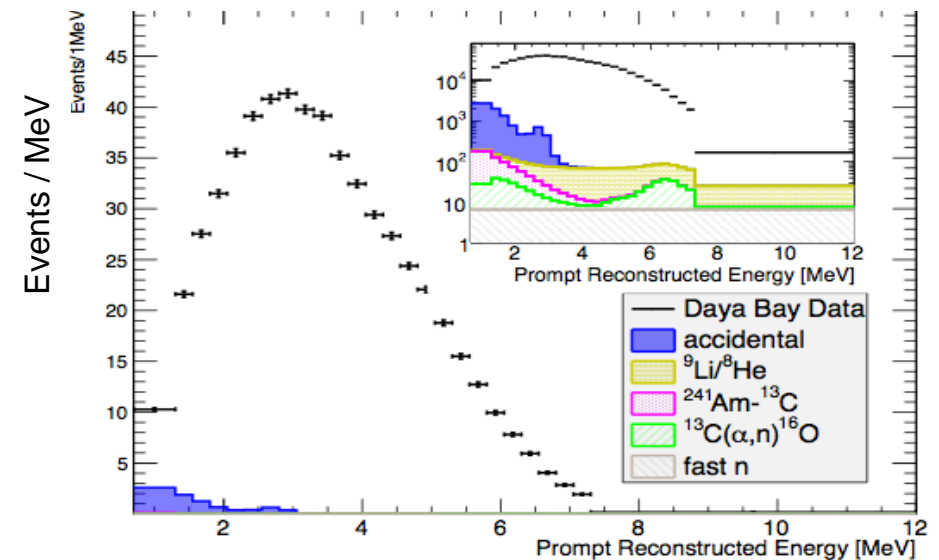 Events / MeV
Events/1MeV
45
40
35
30
25
20
15
10
5
2
4
6
8
10
12
Prompt Reconstructed Energy [MeV]
10⁴
10³
10²
10
1
2
4
6
8
10
12
Prompt Reconstructed Energy [MeV]
Daya Bay Data
accidental
⁹Li/⁸He
²⁴¹Am-¹³C
¹³C(α,n)¹⁶O
fast n